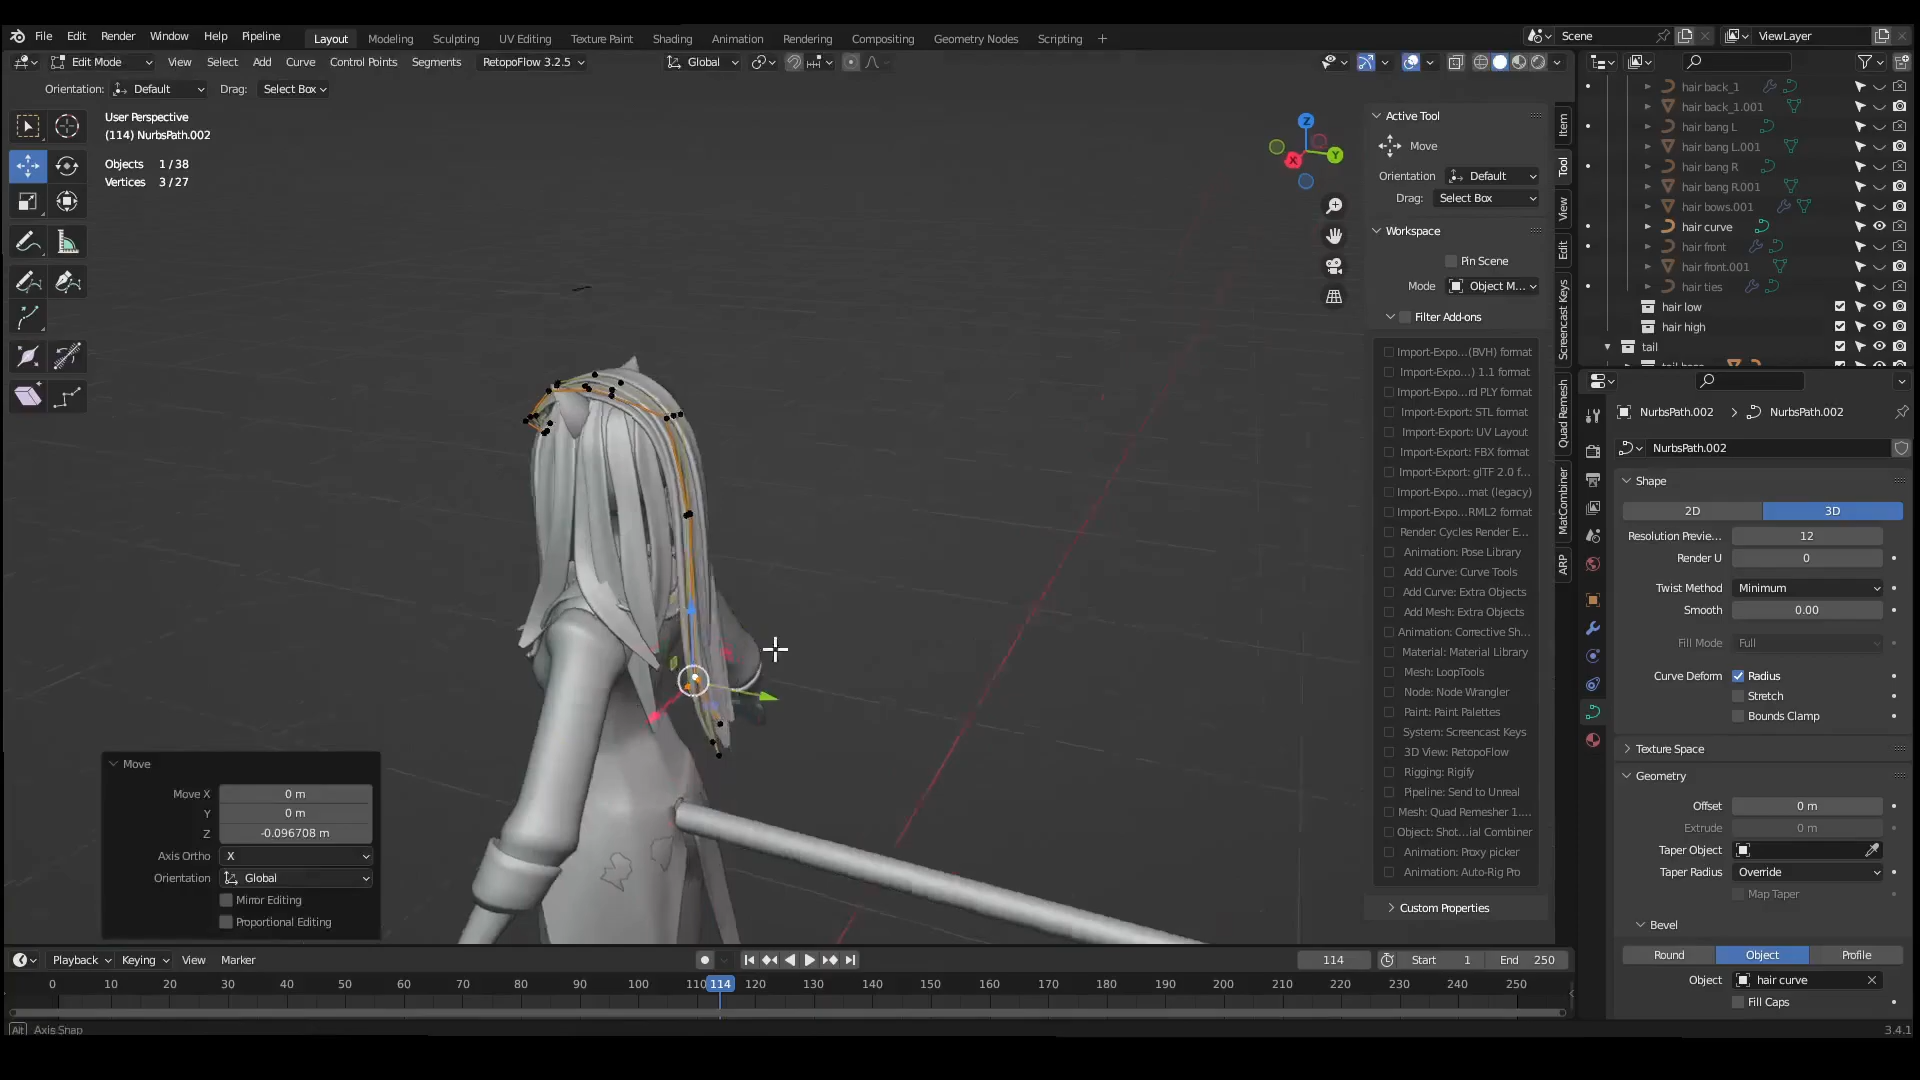 File Edit Render Window Help Pipeline Layout Modeling Sculpting UV Editing Texture Paint Shading Animation Rendering Compositing Geometry Nodes Scripting + Scene ViewLayer
Edit Mode View Select Add Curve Control Points Segments RetopoFlow 3.2.5 Global
Orientation: Default Drag: Select Box
User Perspective
(114) NurbsPath.002
Objects 1 / 38
Vertices 3 / 27
Z
Y
X
Active Tool
Move
Orientation Default
Drag: Select Box
Workspace
Pin Scene
Mode Object M...
Filter Add-ons
Import-Expo...(BVH) format
Import-Expo...) 1.1 format
Import-Expo...rd PLY format
Import-Export: STL format
Import-Export: UV Layout
Import-Export: FBX format
Import-Export: glTF 2.0 f...
Import-Expo...mat (legacy)
Import-Expo...RML2 format
Render: Cycles Render E...
Animation: Pose Library
Add Curve: Curve Tools
Add Curve: Extra Objects
Add Mesh: Extra Objects
Animation: Corrective Sh...
Material: Material Library
Mesh: LoopTools
Node: Node Wrangler
Paint: Paint Palettes
System: Screencast Keys
3D View: RetopoFlow
Rigging: Rigify
Pipeline: Send to Unreal
Mesh: Quad Remesher 1....
Object: Shot...ial Combiner
Animation: Proxy picker
Animation: Auto-Rig Pro
Custom Properties
Item
Tool
View
Edit
Screencast Keys
Quad Remesh
MatCombiner
ARP
hair back_1
hair back_1.001
hair bang L
hair bang L.001
hair bang R
hair bang R.001
hair bows.001
hair curve
hair front
hair front.001
hair ties
hair low
hair high
tail
NurbsPath.002 NurbsPath.002
NurbsPath.002
Shape
2D 3D
Resolution Previe... 12
Render U 0
Twist Method Minimum
Smooth 0.00
Fill Mode Full
Curve Deform Radius
Stretch
Bounds Clamp
Texture Space
Geometry
Offset 0 m
Extrude 0 m
Taper Object
Taper Radius Override
Map Taper
Bevel
Round Object Profile
Object hair curve
Fill Caps
Move
Move X 0 m
Y 0 m
Z -0.096708 m
Axis Ortho X
Orientation Global
Mirror Editing
Proportional Editing
Playback Keying View Marker 114 Start 1 End 250
0 10 20 30 40 50 60 70 80 90 100 110 114 120 130 140 150 160 170 180 190 200 210 220 230 240 250
Alt Axis Snap 3.4.1